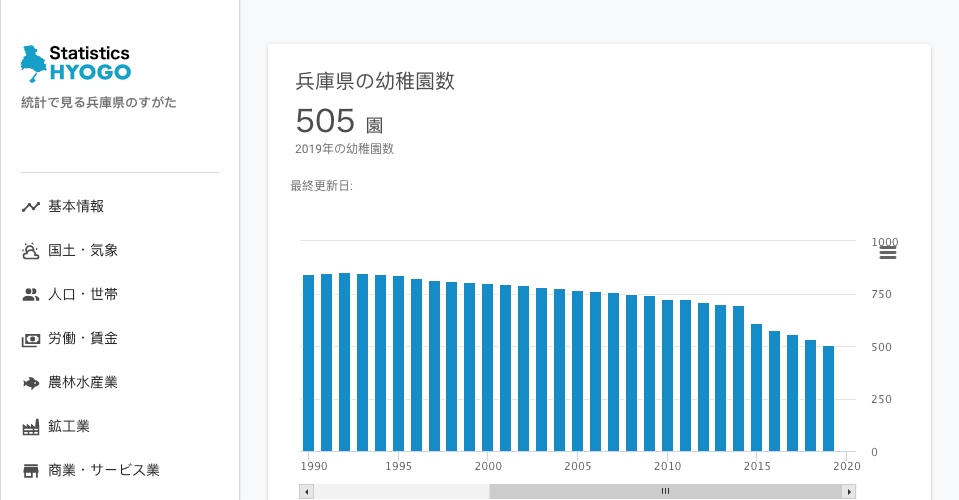 Statistics
HYOGO
統計で見る兵庫県のすがた
基本情報
国土・気象
人口・世帯
労働・賃金
農林水産業
鉱工業
商業・サービス業
兵庫県の幼稚園数
505 園
2019年の幼稚園数
最終更新日:
1000
750
500
250
0
1990 1995 2000 2005 2010 2015 2020